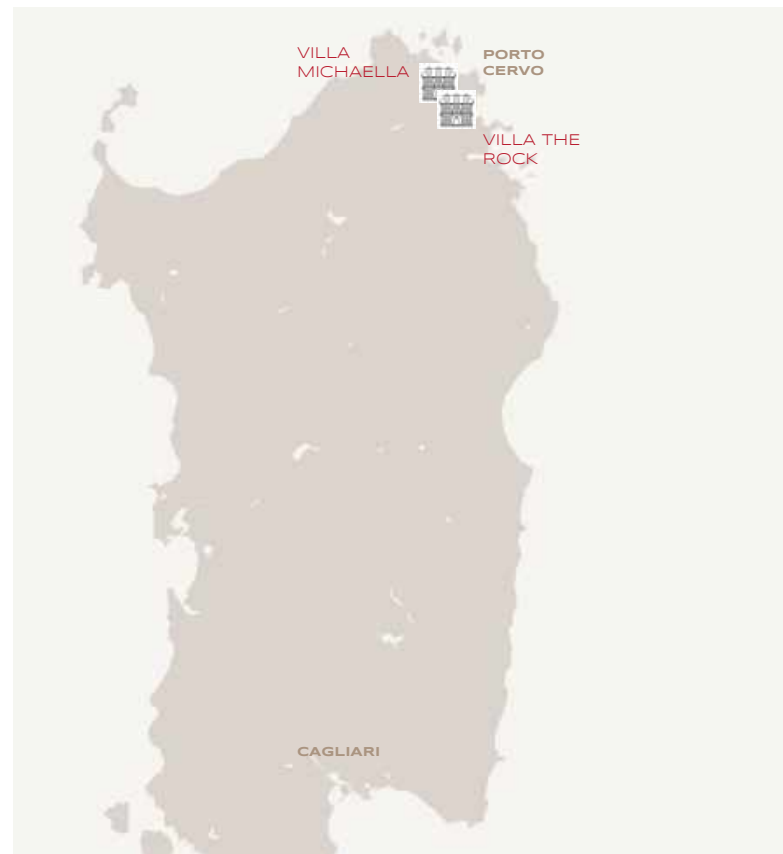 VILLA
MICHAELLA
PORTO
CERVO
VILLA THE
ROCK
CAGLIARI